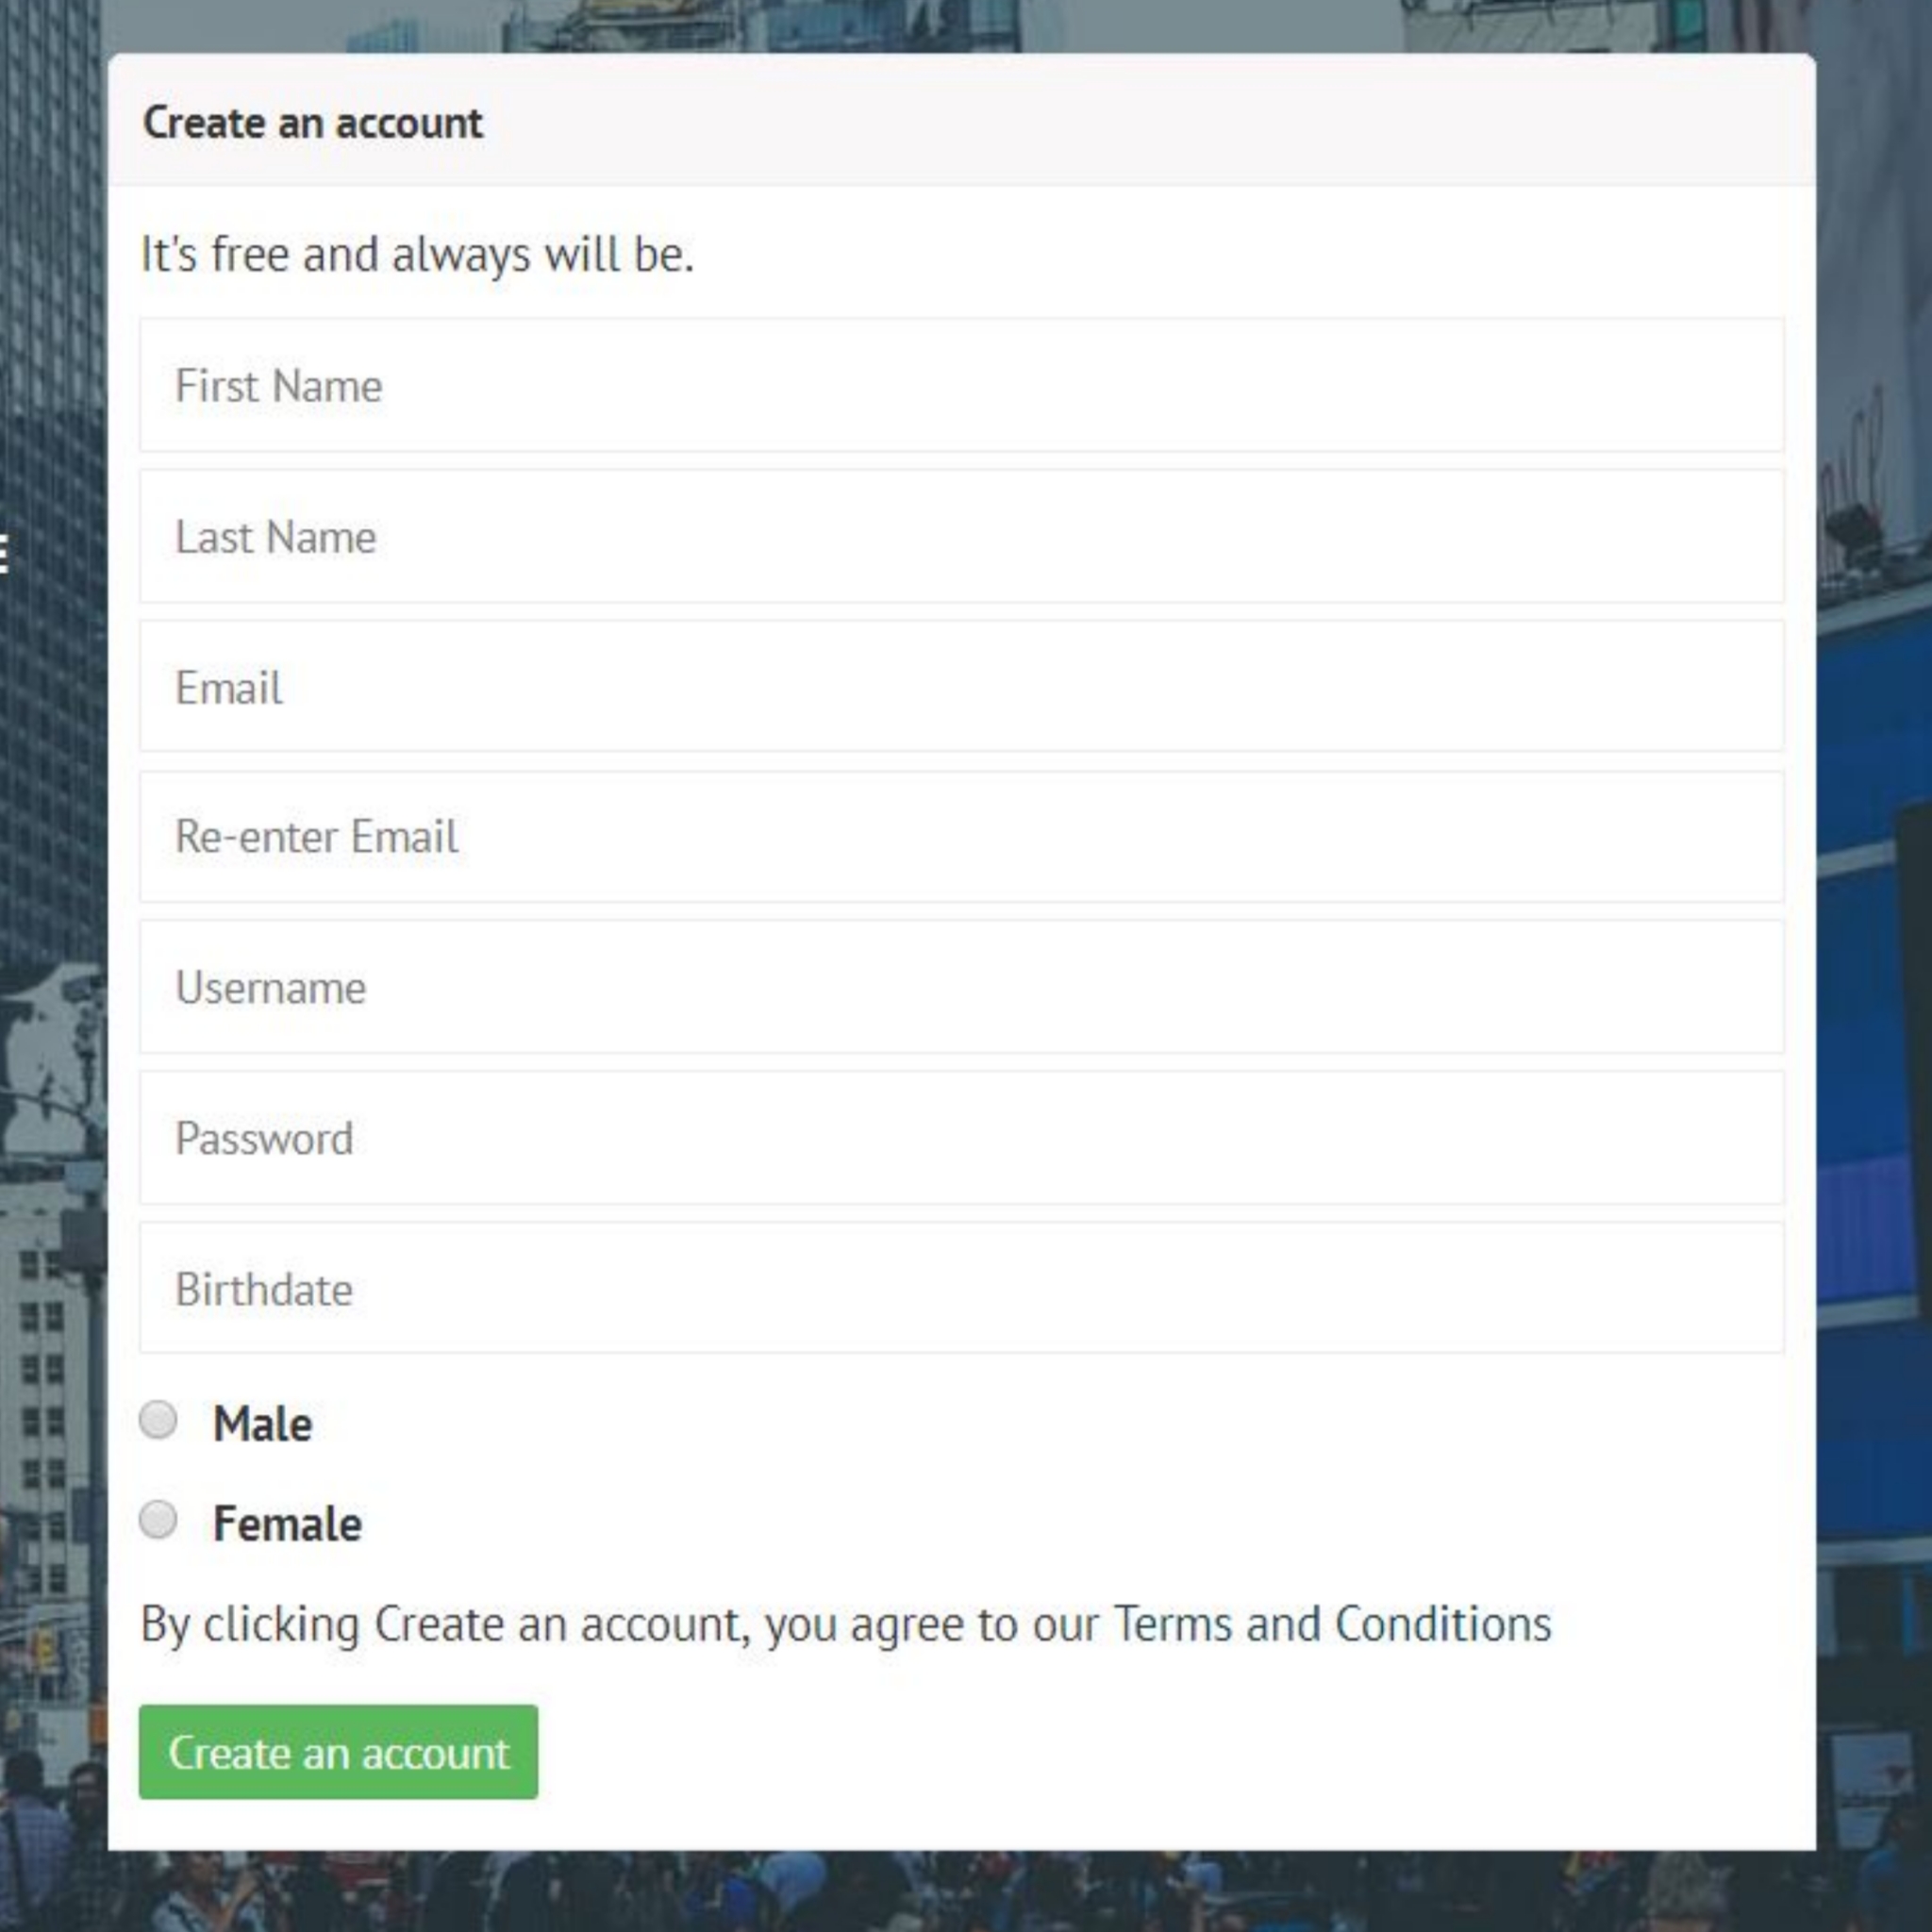 Create an account
It's free and always will be.
First Name
Last Name
Email
Re-enter Email
Username
Password
Birthdate
Male
Female
By clicking Create an account, you agree to our Terms and Conditions
Create an account